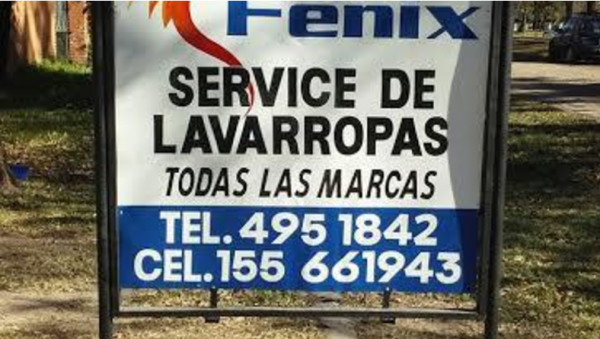 Fenix
SERVICE DE
LAVARROPAS
TODAS LAS MARCAS
TEL. 495 1842
CEL. 155 661943